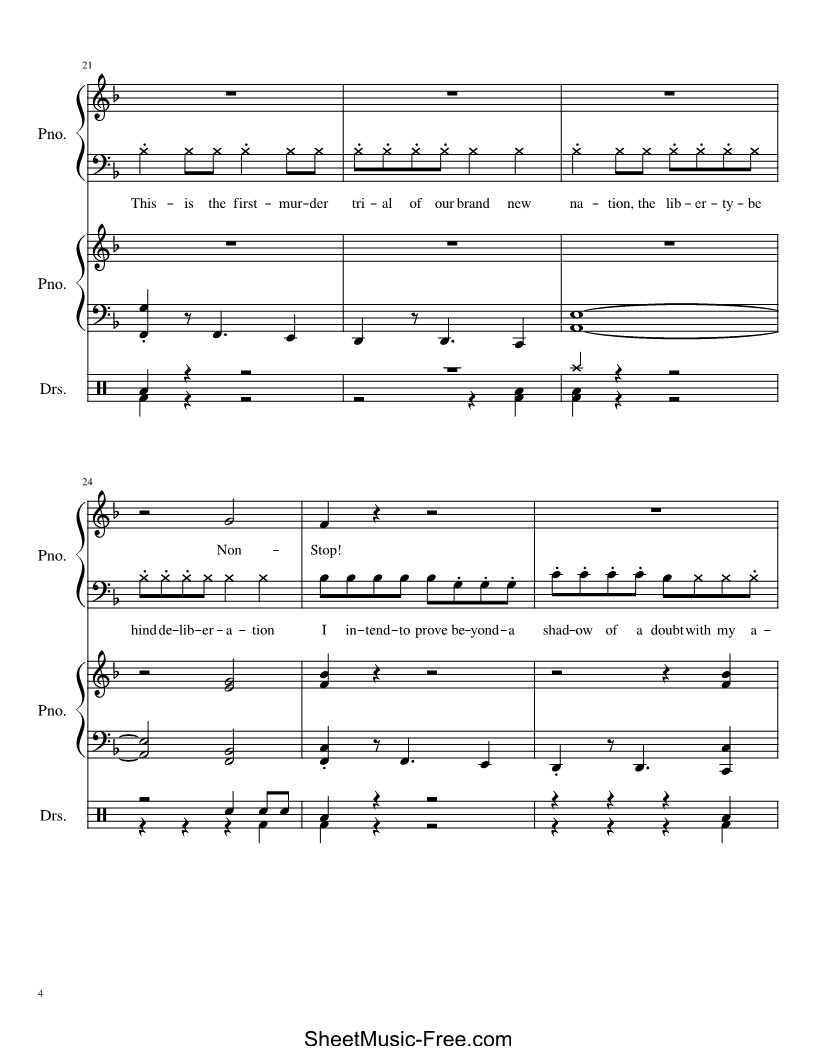 21
Pno.
This – is the first – mur–der tri – al of our brand new na – tion, the lib – er – ty – be
Pno.
Drs.
24
Non – Stop!
Pno.
hind de–lib–er – a – tion I in–tend–to prove be–yond–a shad–ow of a doubt with my a –
Pno.
Drs.
4
SheetMusic-Free.com